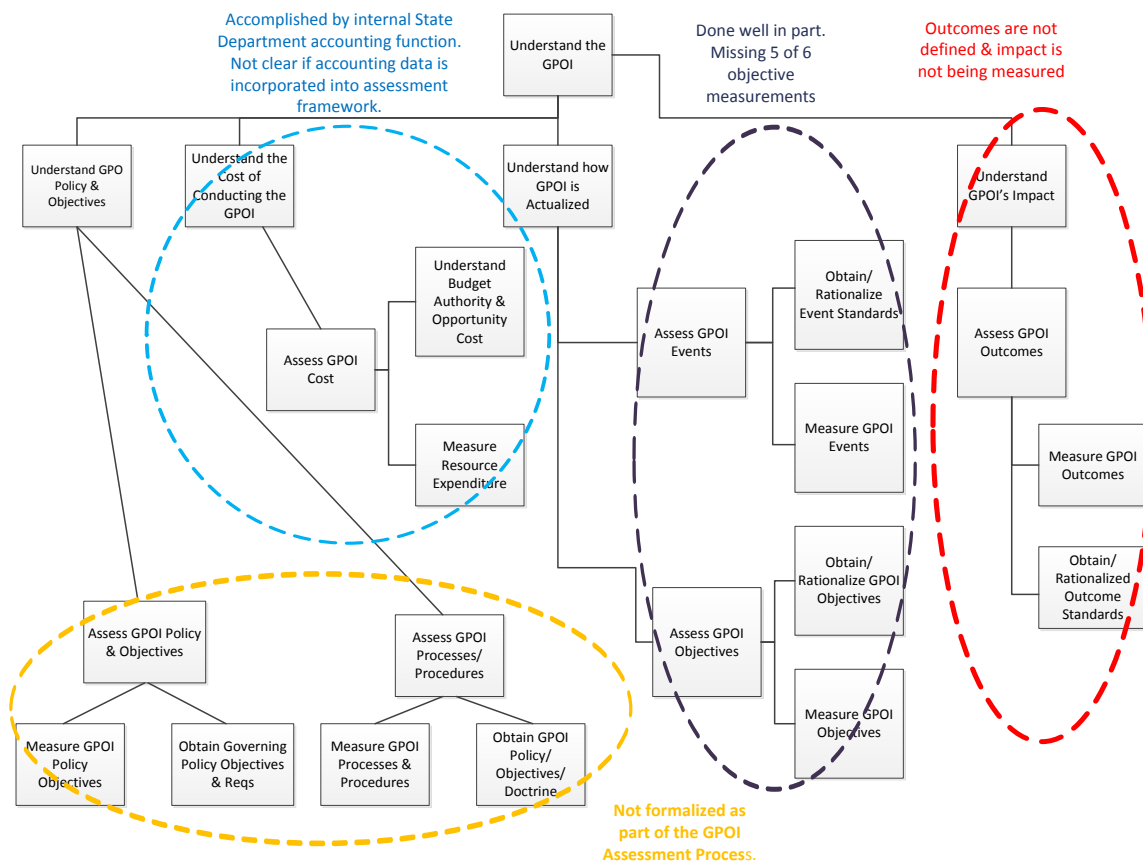 Accomplished by internal State
Department accounting function.
Not clear if accounting data is
incorporated into assessment
framework.
Understand the
GPOI
Done well in part.
Missing 5 of 6
objective
measurements
Outcomes are not
defined & impact is
not being measured
Understand GPO
Policy &
Objectives
Understand the
Cost of
Conducting the
GPOI
Understand how
GPOI is
Actualized
Understand
GPOI's Impact
Understand
Budget
Authority &
Opportunity
Cost
Obtain/
Rationalize
Event Standards
Assess GPOI
Cost
Assess GPOI
Events
Assess GPOI
Outcomes
Measure
Resource
Expenditure
Measure GPOI
Events
Measure GPOI
Outcomes
Obtain/
Rationalize GPOI
Objectives
Obtain/
Rationalized
Outcome
Standards
Assess GPOI Policy
& Objectives
Assess GPOI
Processes/
Procedures
Assess GPOI
Objectives
Measure GPOI
Objectives
Measure GPOI
Policy
Objectives
Obtain Governing
Policy Objectives
& Reqs
Measure GPOI
Processes &
Procedures
Obtain GPOI
Policy/
Objectives/
Doctrine
Not formalized as
part of the GPOI
Assessment Process.